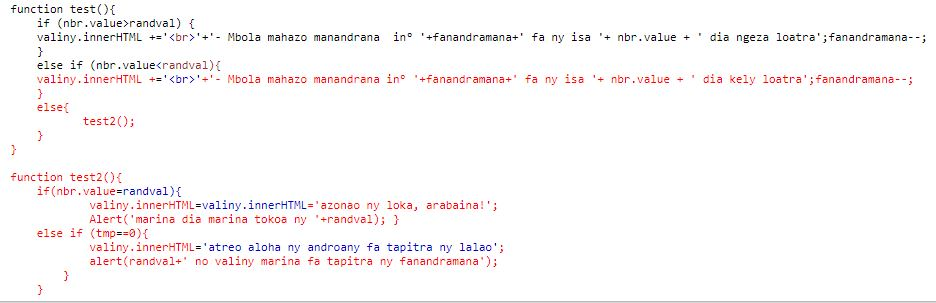 function test(){
if (nbr.value>randval) {
valiny.innerHTML +='<br>'+'- Mbola mahazo manandrana  in° '+fanandramana+' fa ny isa '+ nbr.value + ' dia ngeza loatra';fanandramana--;
}
else if (nbr.value<randval){
valiny.innerHTML +='<br>'+'- Mbola mahazo manandrana in° '+fanandramana+' fa ny isa '+ nbr.value + ' dia kely loatra';fanandramana--;
}
else{
test2();
}
}
function test2(){
if(nbr.value=randval){
valiny.innerHTML=valiny.innerHTML='azonao ny loka, arabaina!';
Alert('marina dia marina tokoa ny '+randval); }
else if (tmp==0){
valiny.innerHTML='atreo aloha ny androany fa tapitra ny lalao';
alert(randval+' no valiny marina fa tapitra ny fanandramana');
}
}